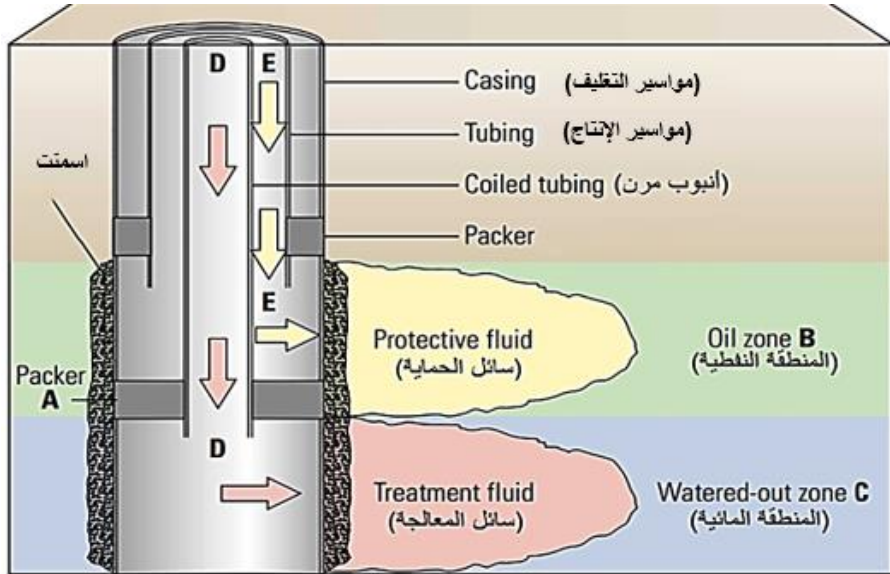 D E
Casing (مواسير التغليف)
Tubing (مواسير الإنتاج)
اسمنت
Coiled tubing (أنبوب مرن)
Packer
E
Protective fluid
(سائل الحماية)
Oil zone B
(المنطقة النفطية)
Packer
A
D
Treatment fluid
(سائل المعالجة)
Watered-out zone C
(المنطقة المائية)